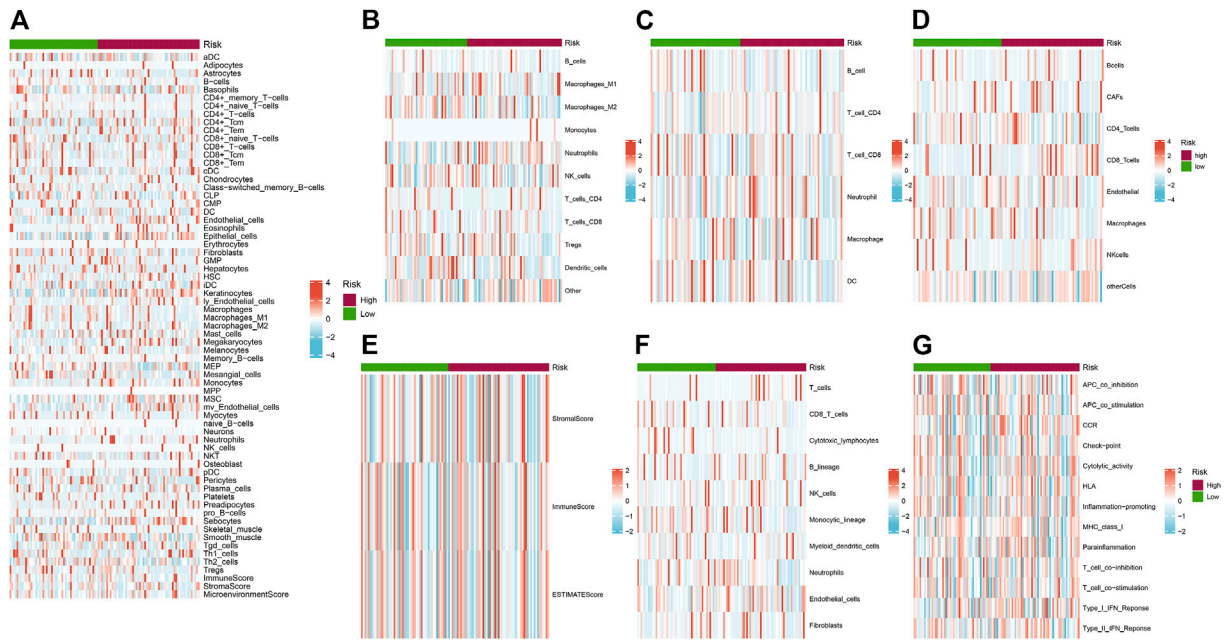 A
Risk
aDC
Adipocytes
Astrocytes
B-cells
Basophils
CD4+_memory_T-cells
CD4+_naive_T-cells
CD4+_T-cells
CD4+_Tcm
CD4+_Tem
CD8+_naive_T-cells
CD8+_T-cells
CD8+_Tcm
CD8+_Tem
cDC
Chondrocytes
Class-switched_memory_B-cells
CLP
CMP
DC
Endothelial_cells
Eosinophils
Epithelial_cells
Erythrocytes
Fibroblasts
GMP
Hepatocytes
HSC
iDC
Keratinocytes
ly_Endothelial_cells
Macrophages
Macrophages_M1
Macrophages_M2
Mast_cells
Megakaryocytes
Melanocytes
Memory_B-cells
MEP
Mesangial_cells
Monocytes
MPP
MSC
mv_Endothelial_cells
Myocytes
naive_B-cells
Neurons
Neutrophils
NK_cells
NKT
Osteoblast
pDC
Pericytes
Plasma_cells
Platelets
Preadipocytes
pro_B-cells
Sebocytes
Skeletal_muscle
Smooth_muscle
Tgd_cells
Th1_cells
Th2_cells
Tregs
ImmuneScore
StromaScore
MicroenvironmentScore
4
2
0
−2
−4
Risk
High
Low
B
Risk
B_cells
Macrophages_M1
Macrophages_M2
Monocytes
Neutrophils
NK_cells
T_cells_CD4
T_cells_CD8
Tregs
Dendritic_cells
Other
4
2
0
−2
−4
C
Risk
B_cell
T_cell_CD4
T_cell_CD8
Neutrophil
Macrophage
DC
4
2
0
−2
−4
D
Risk
Bcells
CAFs
CD4_Tcells
CD8_Tcells
Endothelial
Macrophages
NKcells
otherCells
4
2
0
−2
−4
Risk
high
low
E
Risk
StromalScore
ImmuneScore
ESTIMATEScore
2
1
0
−1
−2
F
Risk
T_cells
CD8_T_cells
Cytotoxic_lymphocytes
B_lineage
NK_cells
Monocytic_lineage
Myeloid_dendritic_cells
Neutrophils
Endothelial_cells
Fibroblasts
4
2
0
−2
−4
G
Risk
APC_co_inhibition
APC_co_stimulation
CCR
Check-point
Cytolytic_activity
HLA
Inflammation-promoting
MHC_class_I
Parainflammation
T_cell_co-inhibition
T_cell_co-stimulation
Type_I_IFN_Reponse
Type_II_IFN_Reponse
2
1
0
−1
−2
Risk
High
Low